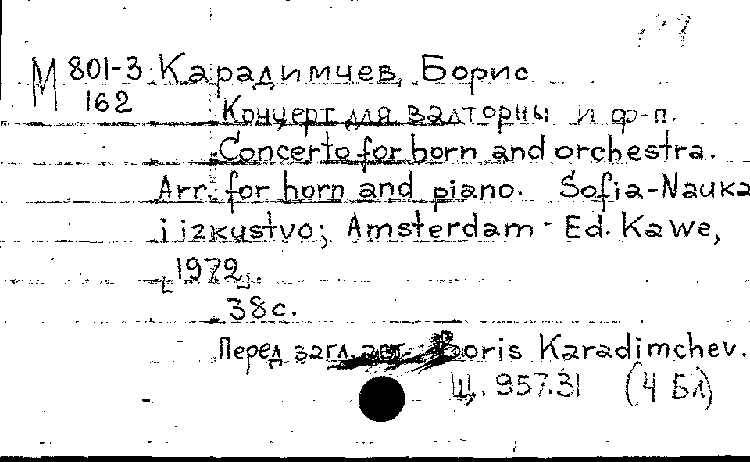 М 801-3 Карадимчев, Борис
162 Концерт для валторны и ф-п.
Concerto for horn and orchestra.
Arr. for horn and piano. Sofia-Nauka
i izkustvo; Amsterdam - Ed. Kawe,
[1972].
38с.
Перед загл. авт. Boris Karadimchev.
Щ. 957.31 (4 Бл)